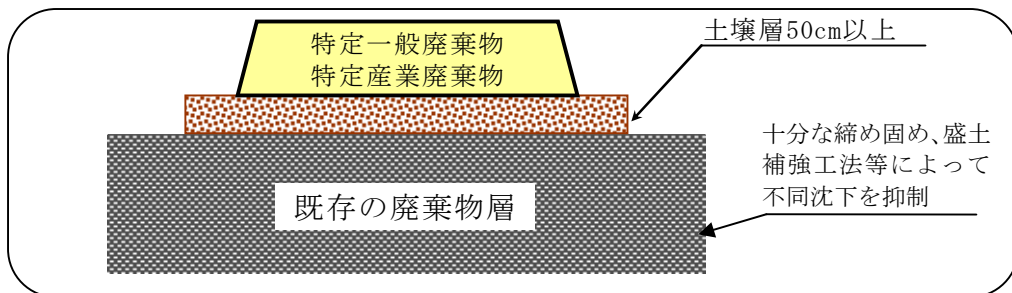 特定一般廃棄物
特定産業廃棄物
土壌層50cm以上
十分な締め固め、盛土
補強工法等によって
不同沈下を抑制
既存の廃棄物層